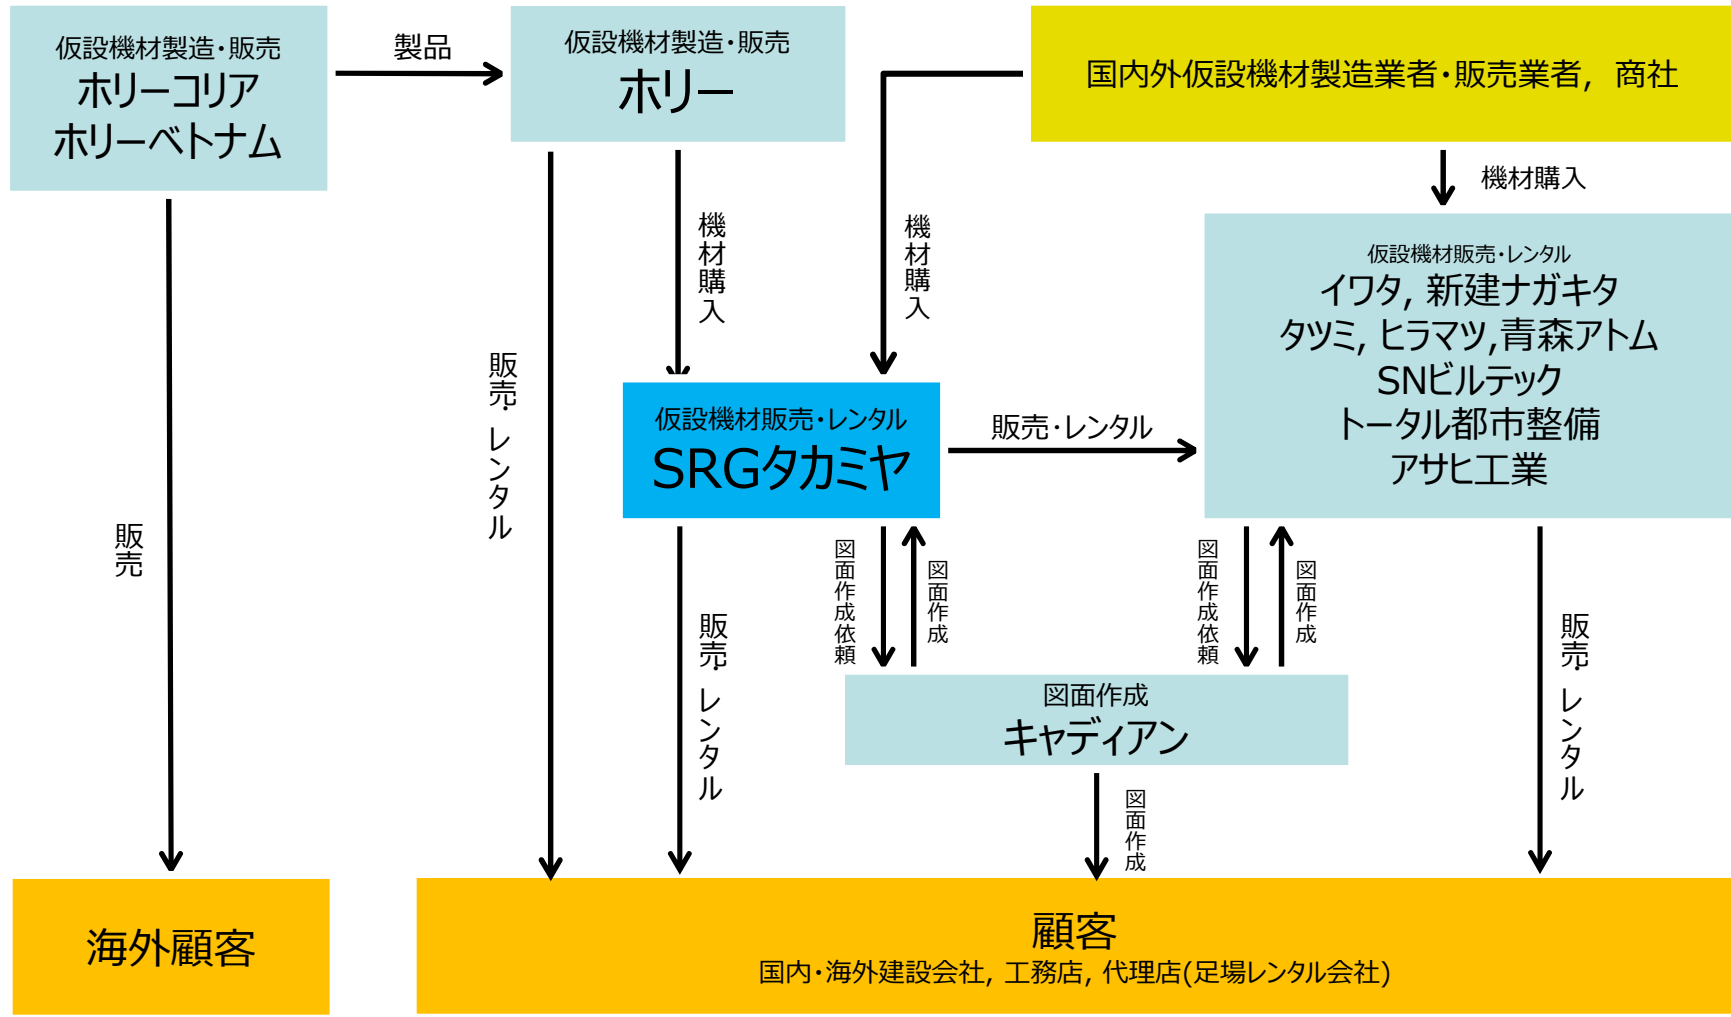 仮設機材製造・販売
ホリーコリア
ホリーベトナム
製品
仮設機材製造・販売
ホリー
国内外仮設機材製造業者・販売業者, 商社
機材購入
機材購入
機材購入
仮設機材販売・レンタル
イワタ, 新建ナガキタ
タツミ, ヒラマツ,青森アトム
SNビルテック
トータル都市整備
アサヒ工業
販売・レンタル
仮設機材販売・レンタル
SRGタカミヤ
販売・レンタル
販売
販売・レンタル
図面作成依頼
図面作成
図面作成依頼
図面作成
販売・レンタル
図面作成
キャディアン
図面作成
海外顧客
顧客
国内・海外建設会社, 工務店, 代理店(足場レンタル会社)